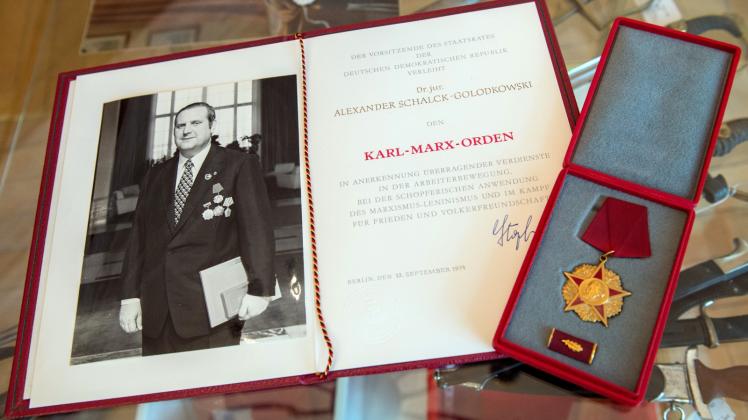 DER VORSITZENDE DES STAATSRATES
DER
DEUTSCHEN DEMOKRATISCHEN REPUBLIK
VERLEIHT
Dr. jur.
ALEXANDER SCHALCK-GOLODKOWSKI
DEN
KARL-MARX-ORDEN
IN ANERKENNUNG ÜBERRAGENDER VERDIENSTE
IN DER ARBEITERBEWEGUNG,
BEI DER SCHÖPFERISCHEN ANWENDUNG
DES MARXISMUS-LENINISMUS UND IM KAMPF
FÜR FRIEDEN UND VÖLKERFREUNDSCHAFT
BERLIN, DEN SEPTEMBER